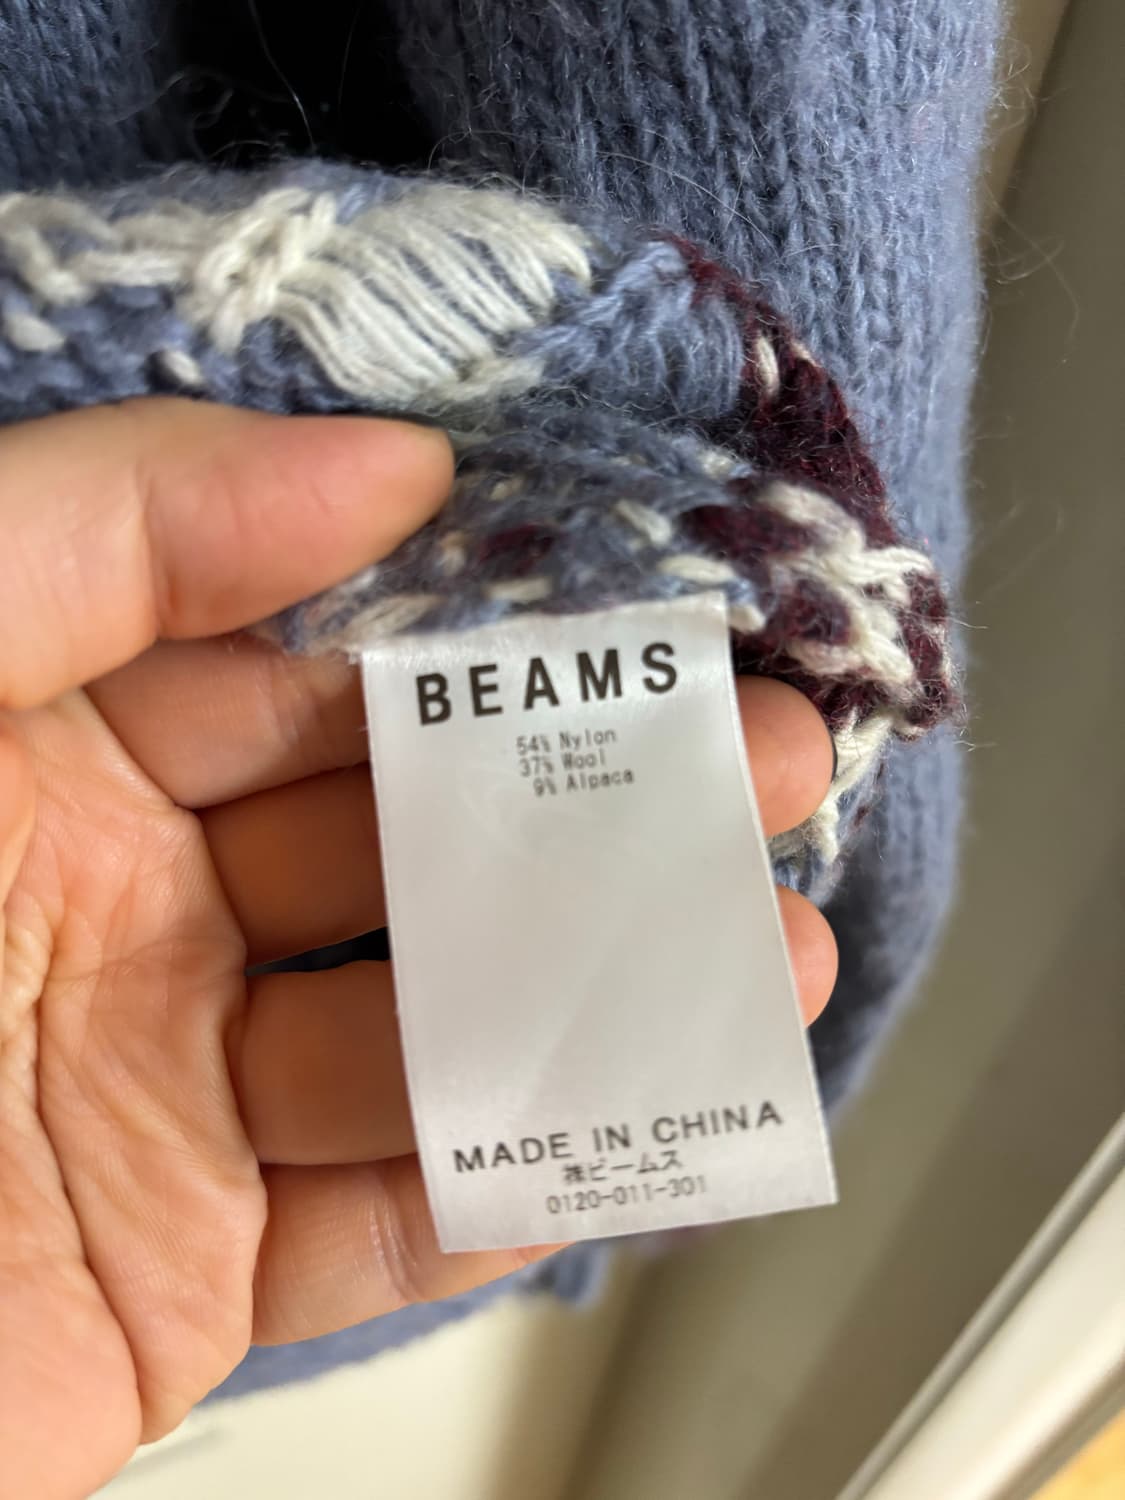 BEAMS
54% Nylon
37% Wool
9% Alpaca
MADE IN CHINA
㈱ビームス
0120-011-301